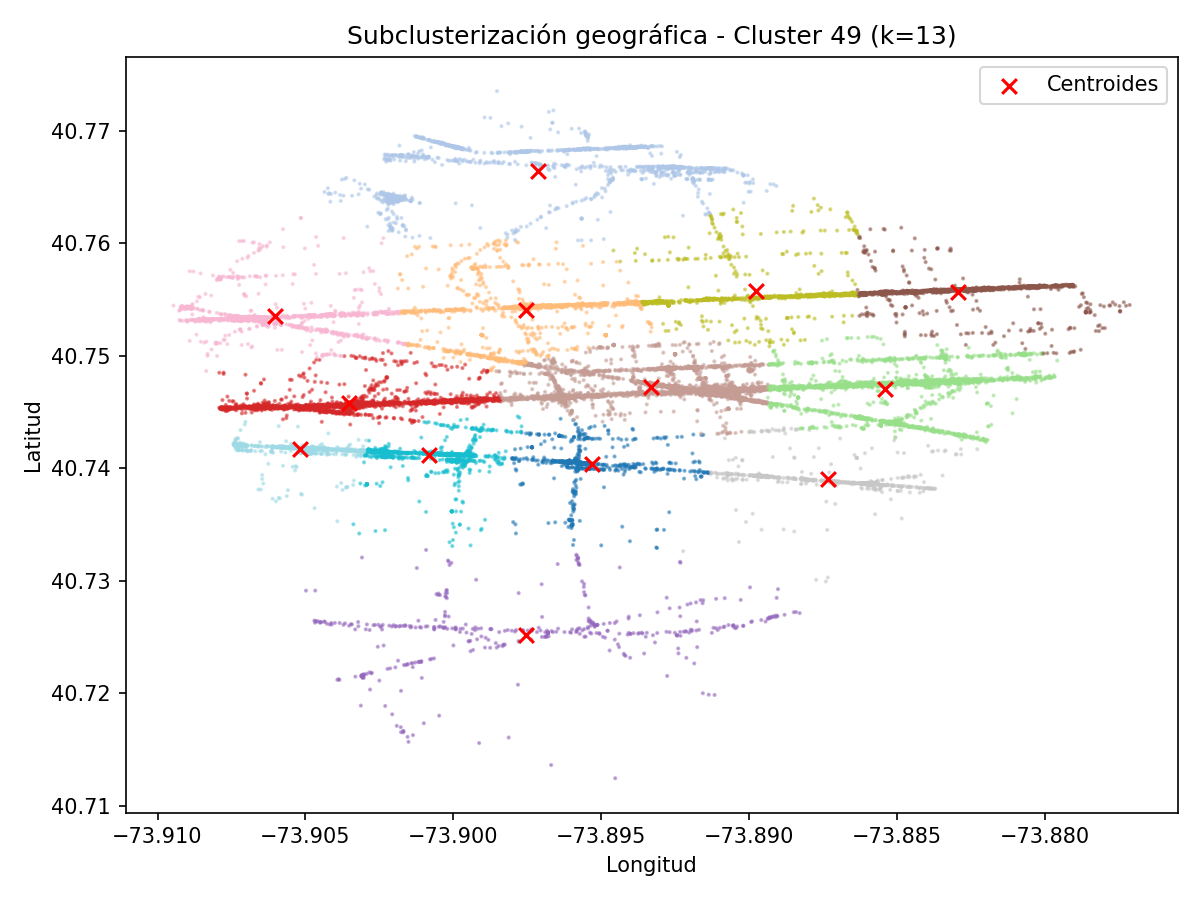 Subclusterización geográfica - Cluster 49 (k=13)
Centroides
40.77
40.76
40.75
40.74
40.73
40.72
40.71
Latitud
−73.910 −73.905 −73.900 −73.895 −73.890 −73.885 −73.880
Longitud